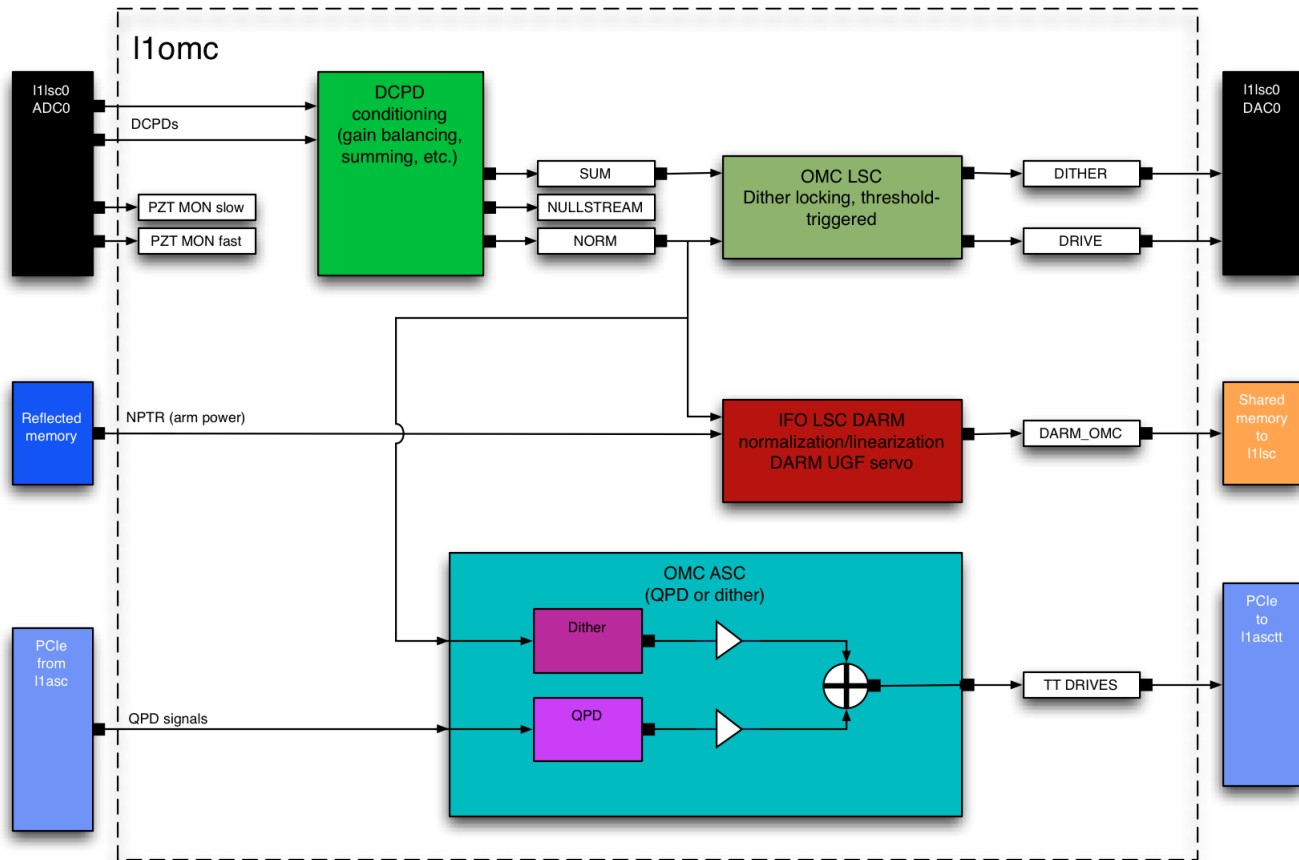 l1omc
l1lsc0
ADC0
DCPDs
PZT MON slow
PZT MON fast
DCPD
conditioning
(gain balancing,
summing, etc.)
SUM
NULLSTREAM
NORM
OMC LSC
Dither locking, threshold-
triggered
DITHER
DRIVE
l1lsc0
DAC0
Reflected
memory
NPTR (arm power)
IFO LSC DARM
normalization/linearization
DARM UGF servo
DARM_OMC
Shared
memory
to
l1lsc
PCIe
from
l1asc
QPD signals
OMC ASC
(QPD or dither)
Dither
QPD
TT DRIVES
PCIe
to
l1asctt